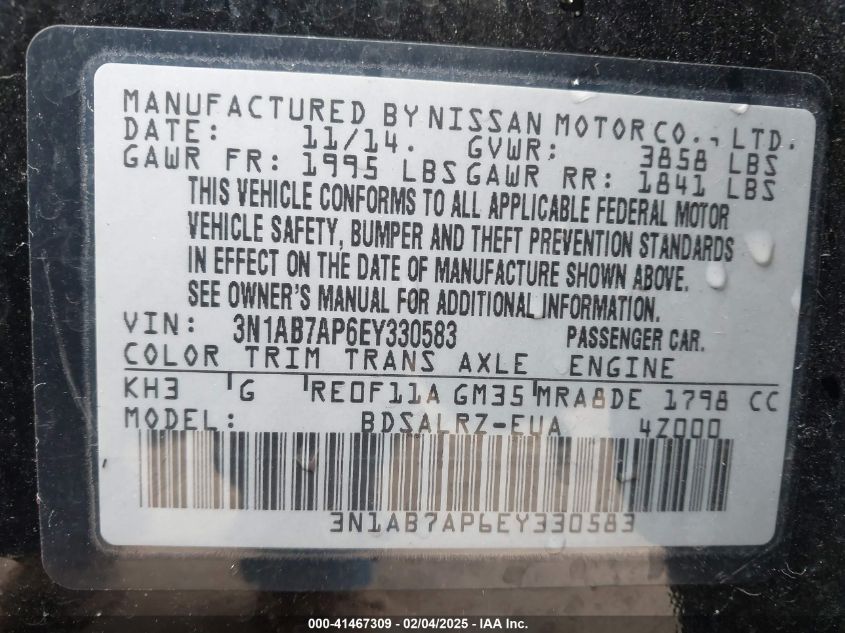 MANUFACTURED BY NISSAN MOTOR CO., LTD.
DATE: 11/14. GVWR: 3858 LBS
GAWR FR: 1995 LBS GAWR RR: 1841 LBS
THIS VEHICLE CONFORMS TO ALL APPLICABLE FEDERAL MOTOR
VEHICLE SAFETY, BUMPER AND THEFT PREVENTION STANDARDS
IN EFFECT ON THE DATE OF MANUFACTURE SHOWN ABOVE.
SEE OWNER'S MANUAL FOR ADDITIONAL INFORMATION.
VIN: 3N1AB7AP6EY330583 PASSENGER CAR.
COLOR TRIM TRANS AXLE ENGINE
KH3 G RE0F11A GM35 MRA8DE 1798 CC
MODEL: BDSALRZ-EUA 4Z000
3N1AB7AP6EY330583
000-41467309 - 02/04/2025 - IAA Inc.